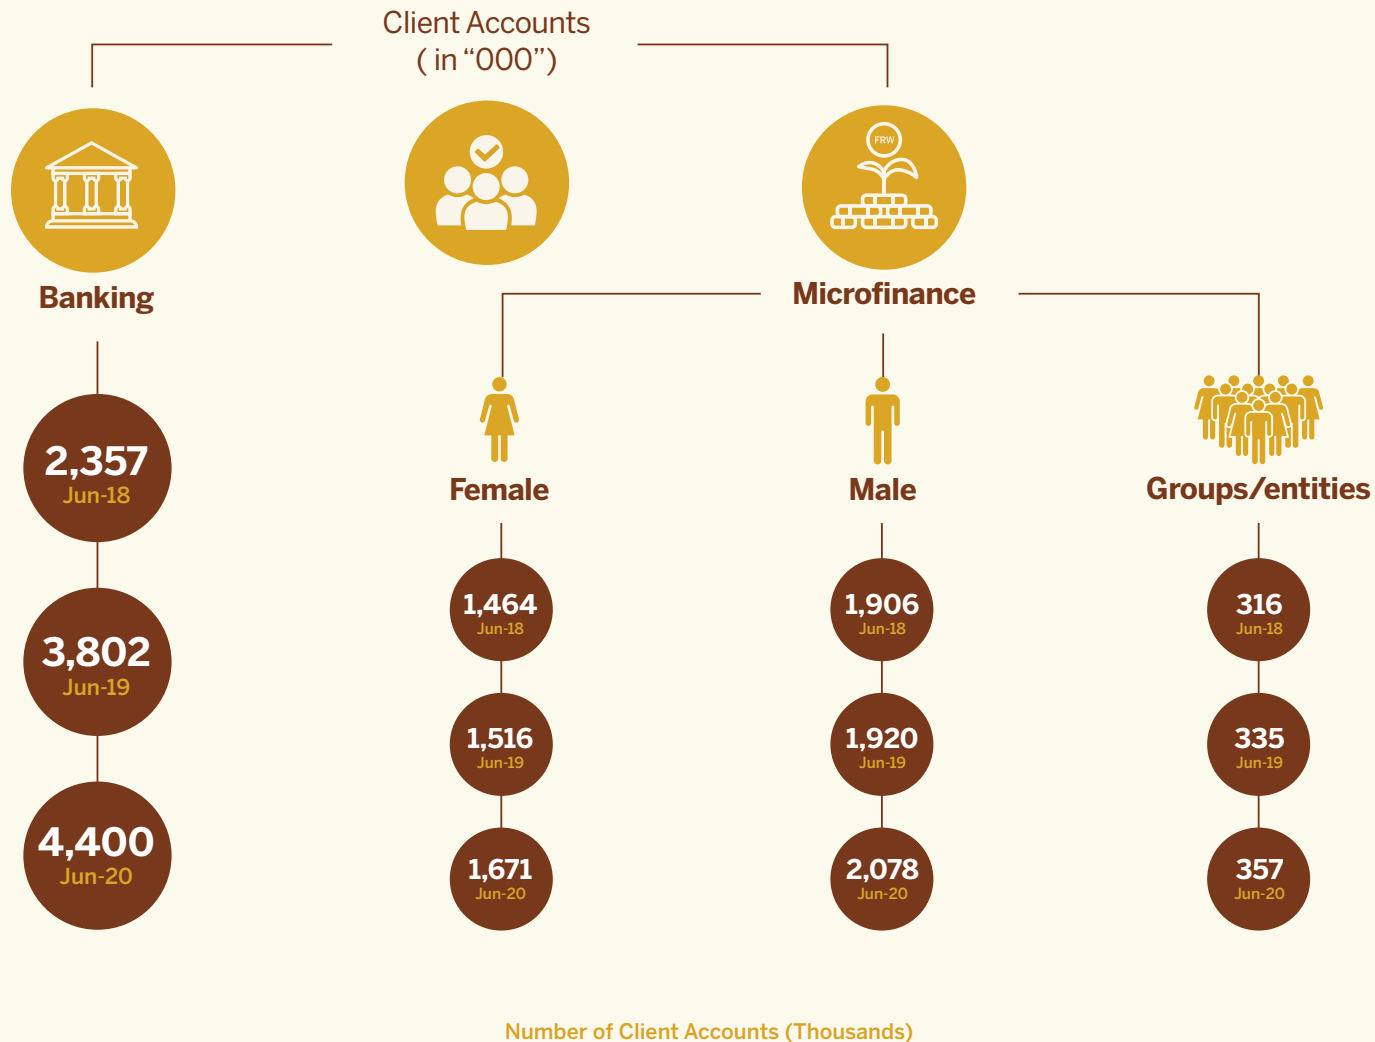 Client Accounts
( in “000”)
FRW
Banking
Microfinance
2,357
Jun-18
3,802
Jun-19
4,400
Jun-20
Female
1,464
Jun-18
1,516
Jun-19
1,671
Jun-20
Male
1,906
Jun-18
1,920
Jun-19
2,078
Jun-20
Groups/entities
316
Jun-18
335
Jun-19
357
Jun-20
Number of Client Accounts (Thousands)